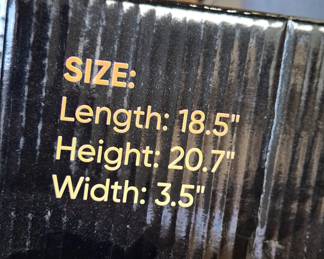 SIZE:
Length: 18.5"
Height: 20.7"
Width: 3.5"